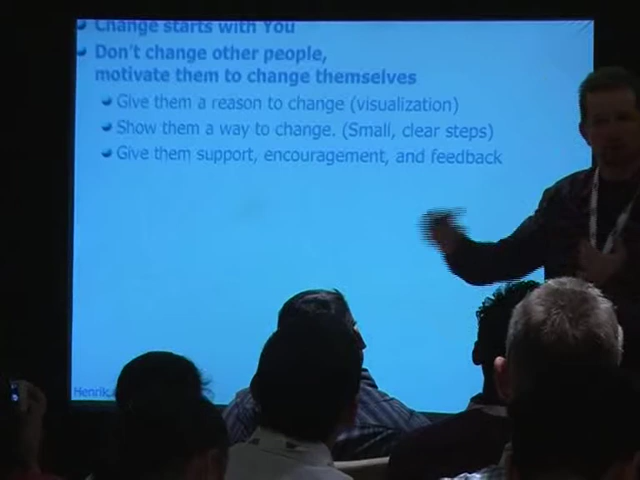 Change starts with You
Don't change other people,
motivate them to change themselves
Give them a reason to change (visualization)
Show them a way to change. (Small, clear steps)
Give them support, encouragement, and feedback
Henrik